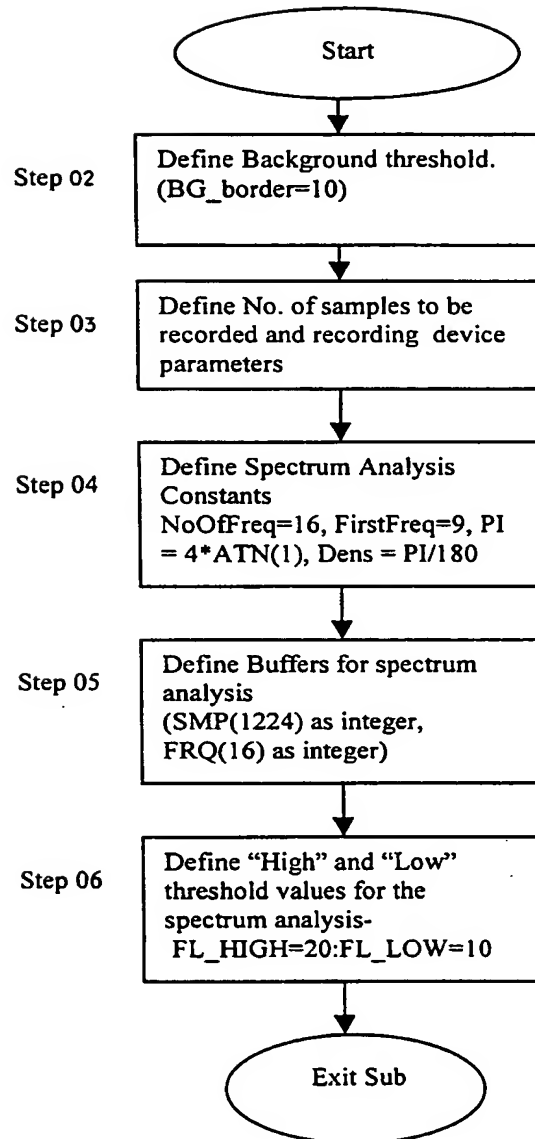 Start
Step 02
Define Background threshold.
(BG_border=10)
Step 03
Define No. of samples to be
recorded and recording device
parameters
Step 04
Define Spectrum Analysis
Constants
NoOfFreq=16, FirstFreq=9, PI
= 4*ATN(1), Dens = PI/180
Step 05
Define Buffers for spectrum
analysis
(SMP(1224) as integer,
FRQ(16) as integer)
Step 06
Define “High” and “Low”
threshold values for the
spectrum analysis-
FL_HIGH=20:FL_LOW=10
Exit Sub